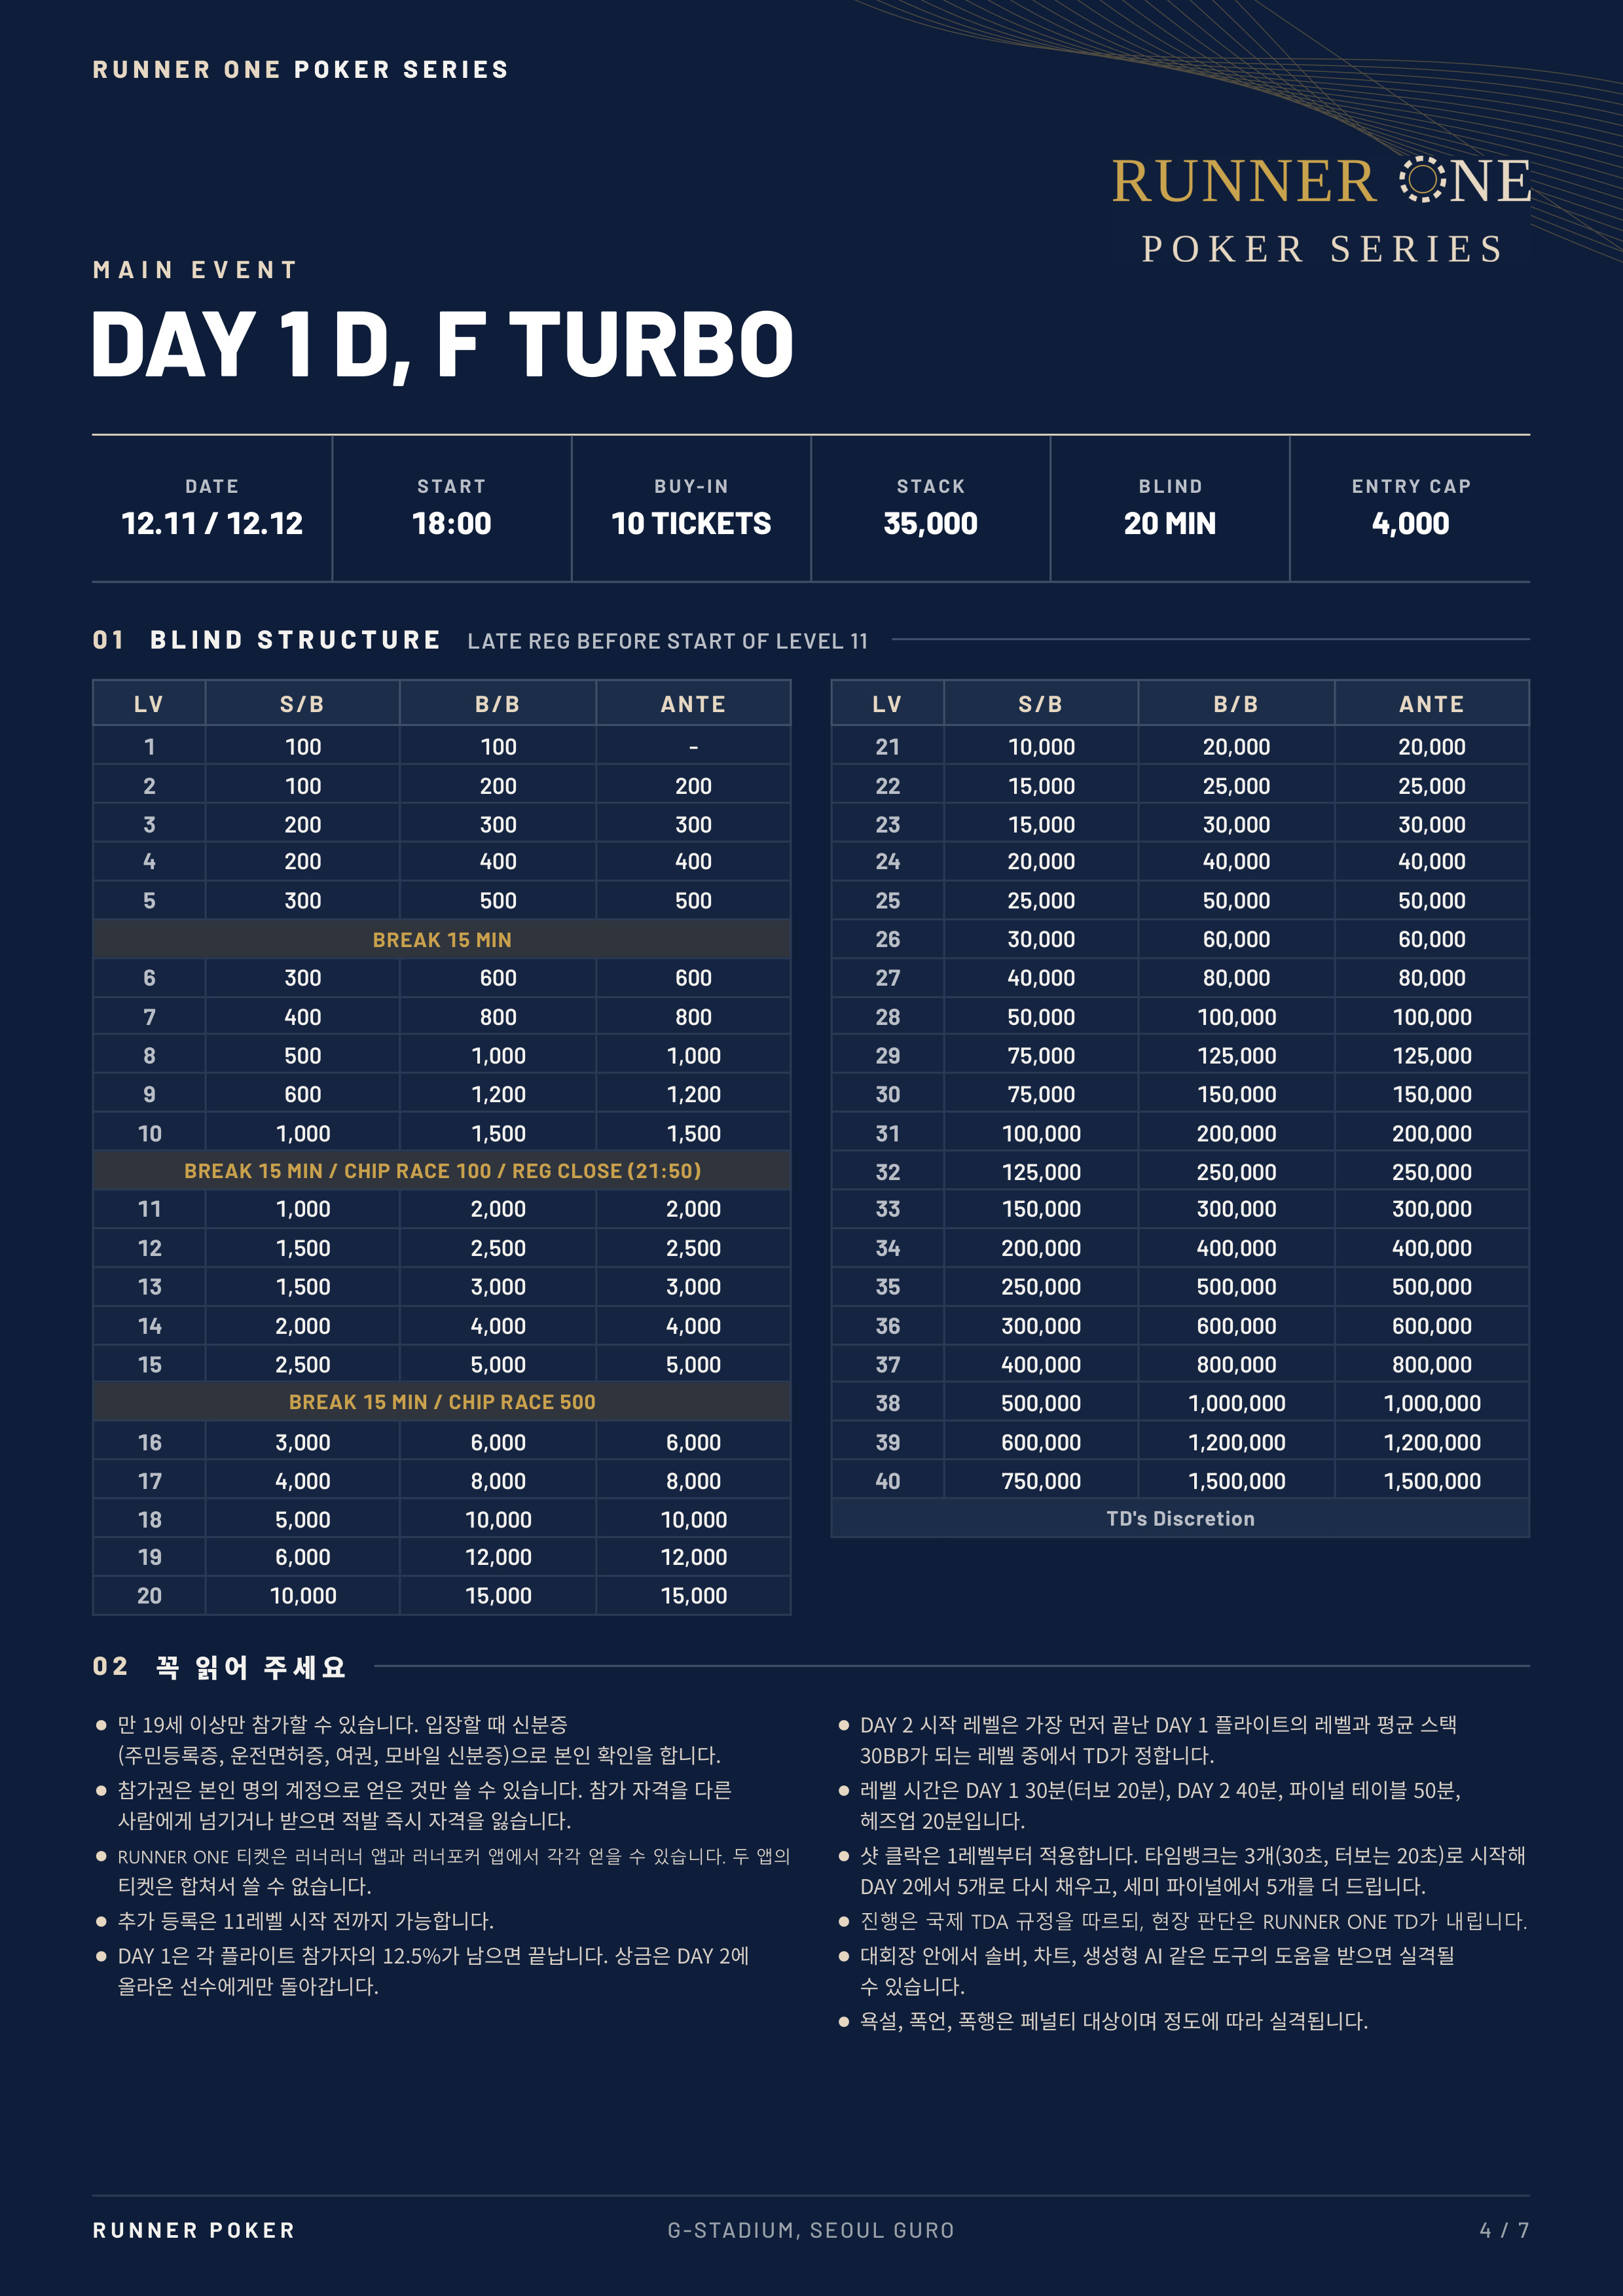 RUNNER ONE POKER SERIES
RUNNER ONE
POKER SERIES
MAIN EVENT
DAY 1 D, F TURBO
DATE START BUY-IN STACK BLIND ENTRY CAP
12.11 / 12.12 18:00 10 TICKETS 35,000 20 MIN 4,000
01 BLIND STRUCTURE LATE REG BEFORE START OF LEVEL 11
LV S/B B/B ANTE
1 100 100 -
2 100 200 200
3 200 300 300
4 200 400 400
5 300 500 500
BREAK 15 MIN
6 300 600 600
7 400 800 800
8 500 1,000 1,000
9 600 1,200 1,200
10 1,000 1,500 1,500
BREAK 15 MIN / CHIP RACE 100 / REG CLOSE (21:50)
11 1,000 2,000 2,000
12 1,500 2,500 2,500
13 1,500 3,000 3,000
14 2,000 4,000 4,000
15 2,500 5,000 5,000
BREAK 15 MIN / CHIP RACE 500
16 3,000 6,000 6,000
17 4,000 8,000 8,000
18 5,000 10,000 10,000
19 6,000 12,000 12,000
20 10,000 15,000 15,000
LV S/B B/B ANTE
21 10,000 20,000 20,000
22 15,000 25,000 25,000
23 15,000 30,000 30,000
24 20,000 40,000 40,000
25 25,000 50,000 50,000
26 30,000 60,000 60,000
27 40,000 80,000 80,000
28 50,000 100,000 100,000
29 75,000 125,000 125,000
30 75,000 150,000 150,000
31 100,000 200,000 200,000
32 125,000 250,000 250,000
33 150,000 300,000 300,000
34 200,000 400,000 400,000
35 250,000 500,000 500,000
36 300,000 600,000 600,000
37 400,000 800,000 800,000
38 500,000 1,000,000 1,000,000
39 600,000 1,200,000 1,200,000
40 750,000 1,500,000 1,500,000
TD's Discretion
02 꼭 읽어 주세요
● 만 19세 이상만 참가할 수 있습니다. 입장할 때 신분증
(주민등록증, 운전면허증, 여권, 모바일 신분증)으로 본인 확인을 합니다.
● 참가권은 본인 명의 계정으로 얻은 것만 쓸 수 있습니다. 참가 자격을 다른
사람에게 넘기거나 받으면 적발 즉시 자격을 잃습니다.
● RUNNER ONE 티켓은 러너러너 앱과 러너포커 앱에서 각각 얻을 수 있습니다. 두 앱의
티켓은 합쳐서 쓸 수 없습니다.
● 추가 등록은 11레벨 시작 전까지 가능합니다.
● DAY 1은 각 플라이트 참가자의 12.5%가 남으면 끝납니다. 상금은 DAY 2에
올라온 선수에게만 돌아갑니다.
● DAY 2 시작 레벨은 가장 먼저 끝난 DAY 1 플라이트의 레벨과 평균 스택
30BB가 되는 레벨 중에서 TD가 정합니다.
● 레벨 시간은 DAY 1 30분(터보 20분), DAY 2 40분, 파이널 테이블 50분,
헤즈업 20분입니다.
● 샷 클락은 1레벨부터 적용합니다. 타임뱅크는 3개(30초, 터보는 20초)로 시작해
DAY 2에서 5개로 다시 채우고, 세미 파이널에서 5개를 더 드립니다.
● 진행은 국제 TDA 규정을 따르되, 현장 판단은 RUNNER ONE TD가 내립니다.
● 대회장 안에서 솔버, 차트, 생성형 AI 같은 도구의 도움을 받으면 실격될
수 있습니다.
● 욕설, 폭언, 폭행은 페널티 대상이며 정도에 따라 실격됩니다.
RUNNER POKER
G-STADIUM, SEOUL GURO
4 / 7